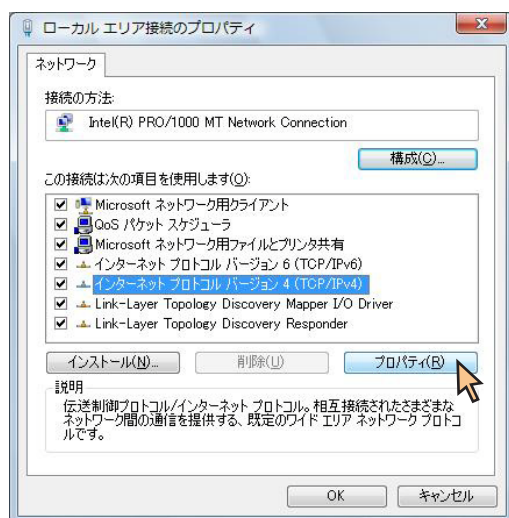 ローカル エリア接続のプロパティ
ネットワーク
接続の方法:
Intel(R) PRO/1000 MT Network Connection
構成(C)...
この接続は次の項目を使用します(O):
Microsoft ネットワーク用クライアント
QoS パケット スケジューラ
Microsoft ネットワーク用ファイルとプリンタ共有
インターネット プロトコル バージョン 6 (TCP/IPv6)
インターネット プロトコル バージョン 4 (TCP/IPv4)
Link-Layer Topology Discovery Mapper I/O Driver
Link-Layer Topology Discovery Responder
インストール(N)... 削除(U) プロパティ(R)
説明
伝送制御プロトコル/インターネット プロトコル。相互接続されたさまざまな
ネットワーク間の通信を提供する、既定のワイド エリア ネットワーク プロトコ
ルです。
OK キャンセル